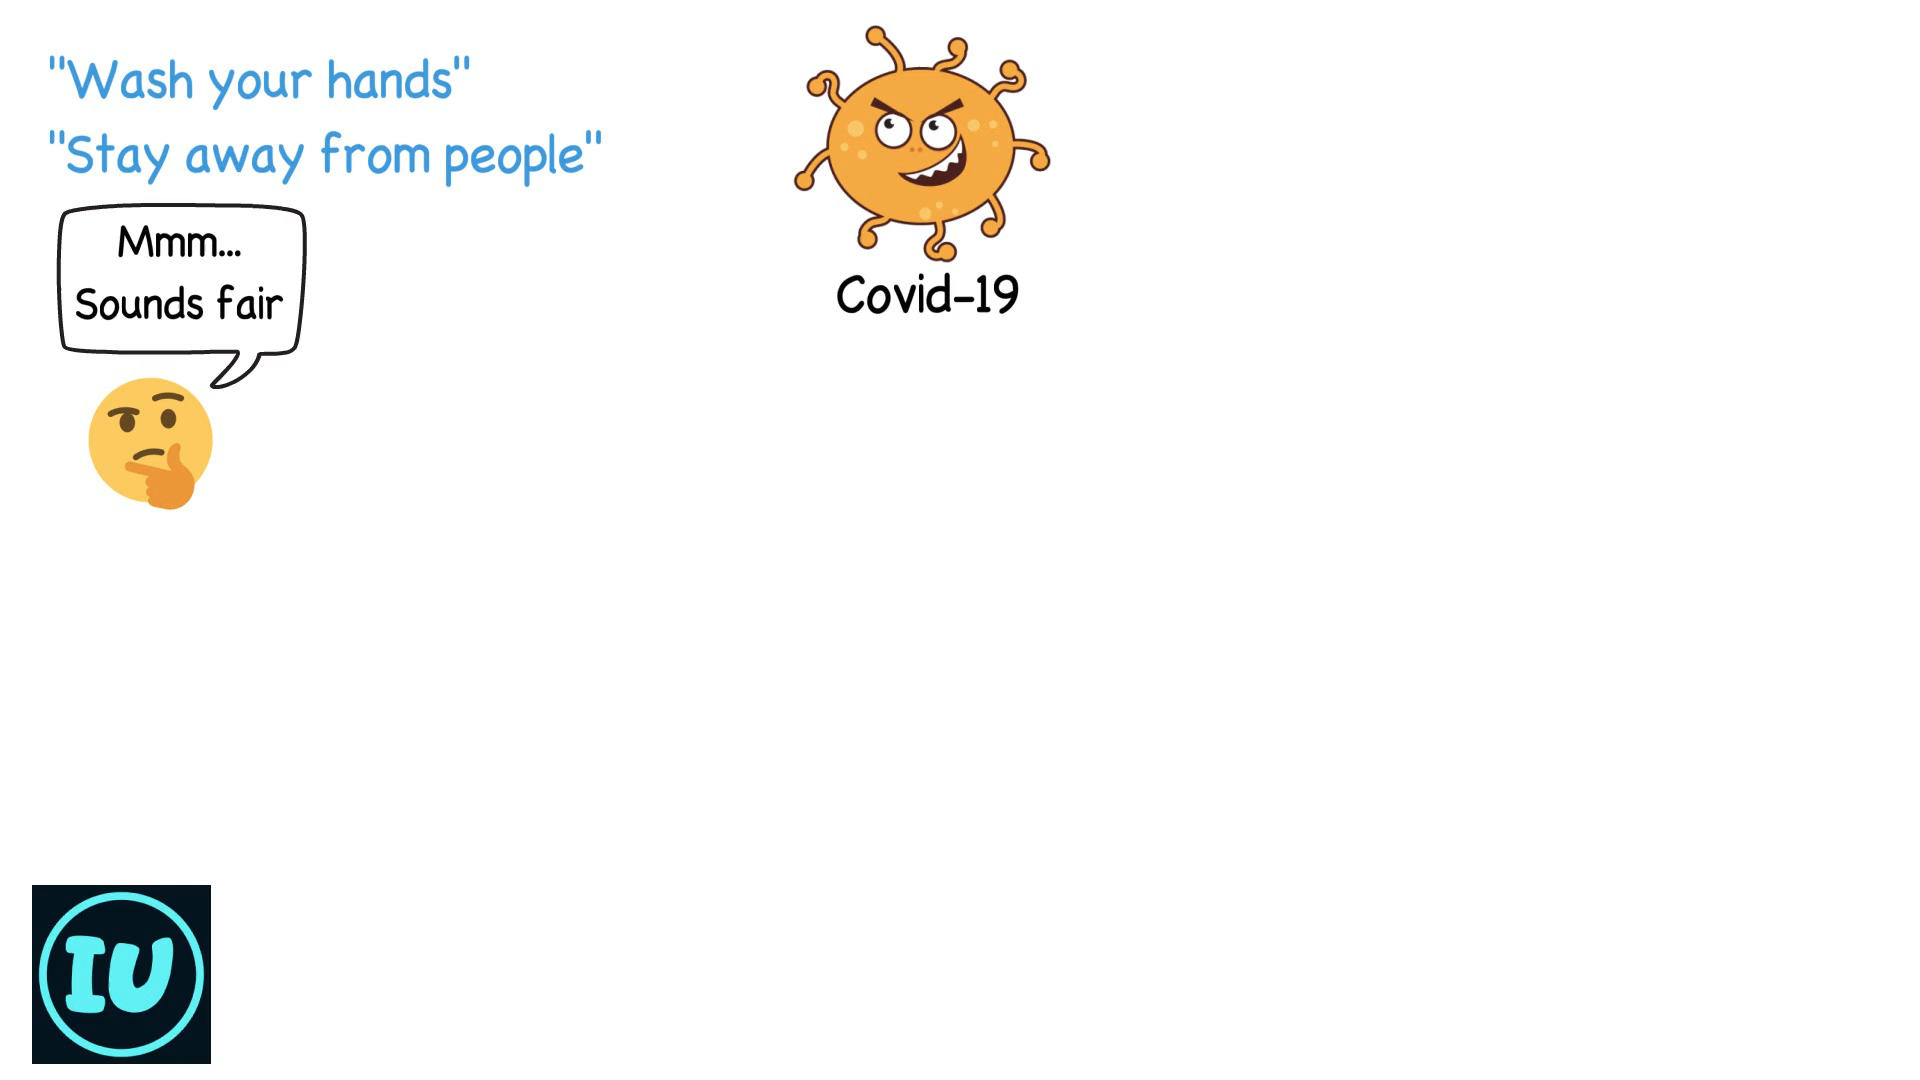 "Wash your hands"
"Stay away from people"
Mmm...
Sounds fair
Covid-19
IU